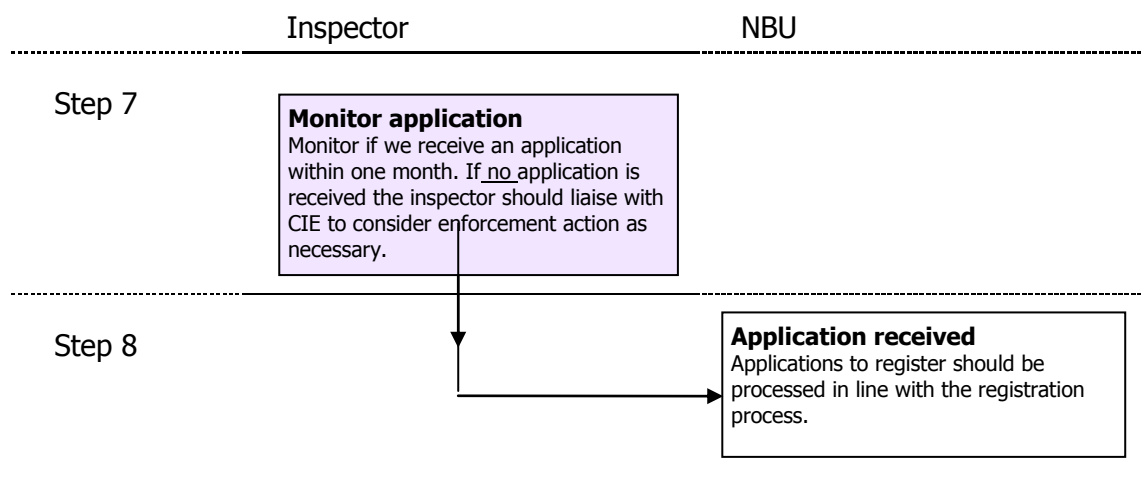 Inspector NBU
Step 7
Monitor application
Monitor if we receive an application
within one month. If no application is
received the inspector should liaise with
CIE to consider enforcement action as
necessary.
Step 8
Application received
Applications to register should be
processed in line with the registration
process.